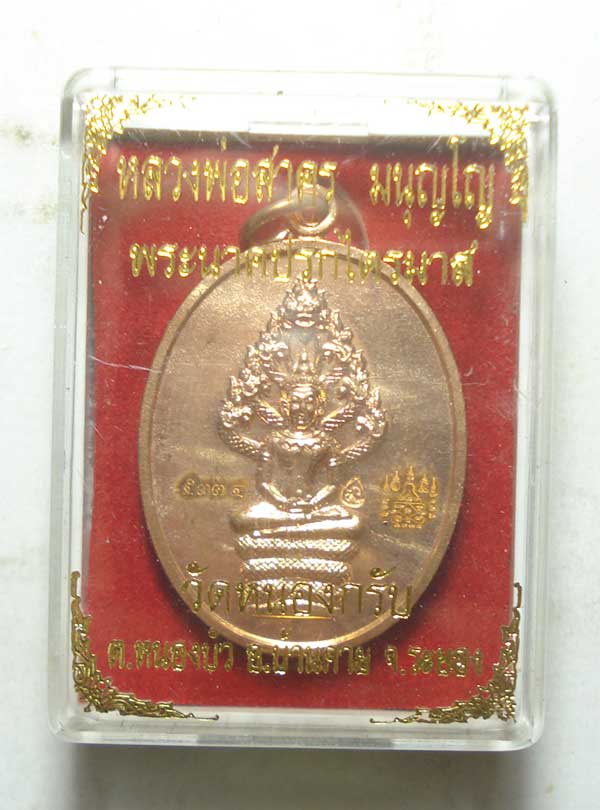 หลวงพ่อสาคร มนุญฺโญ
พระนาคปรกไตรมาส
๕๓๓๔
วัดหนองกรับ
ต.หนองบัว อ.บ้านค่าย จ.ระยอง